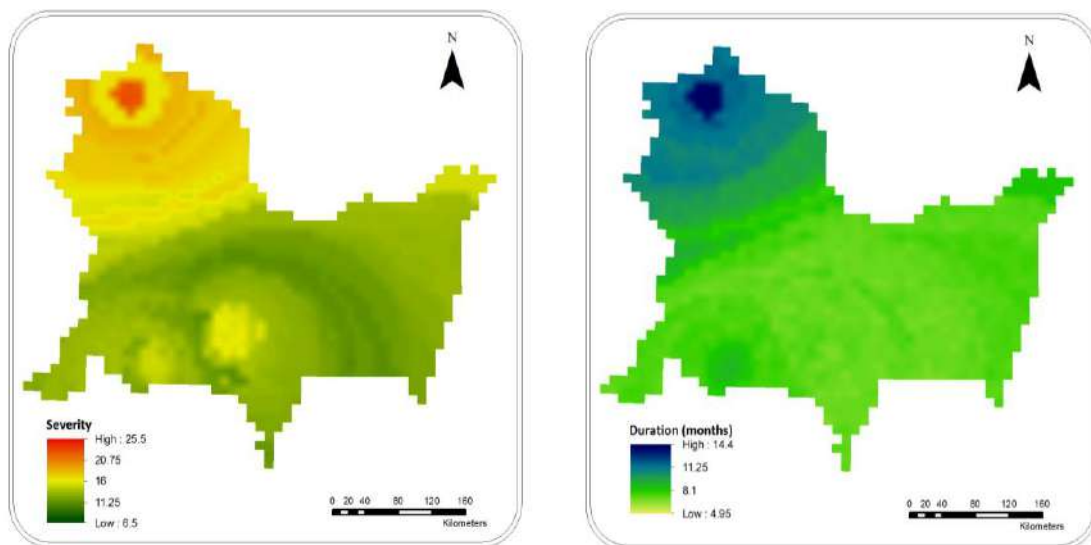 N
Severity
High : 25.5
20.75
16
11.25
Low : 6.5
0 20 40 80 120 160
Kilometers
N
Duration (months)
High : 14.4
11.25
8.1
Low : 4.95
0 20 40 80 120 160
Kilometers